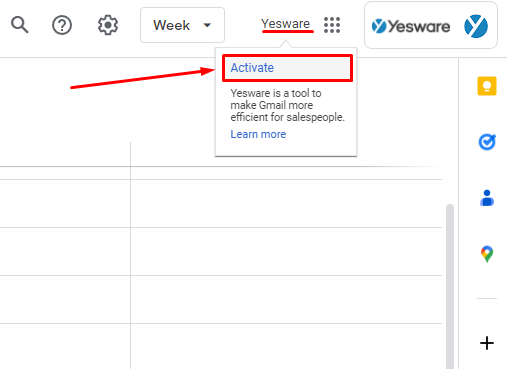 Week
Yesware
Yesware
Activate
Yesware is a tool to
make Gmail more
efficient for salespeople.
Learn more